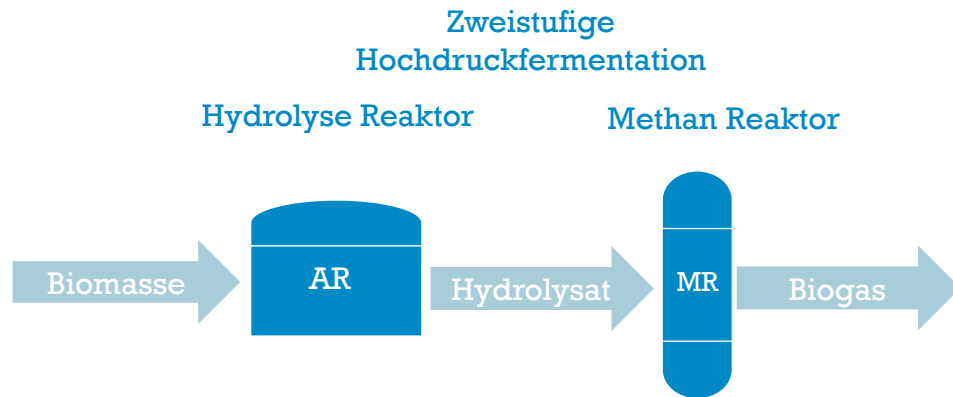 Zweistufige
Hochdruckfermentation
Hydrolyse Reaktor
Methan Reaktor
Biomasse
AR
Hydrolysat
MR
Biogas